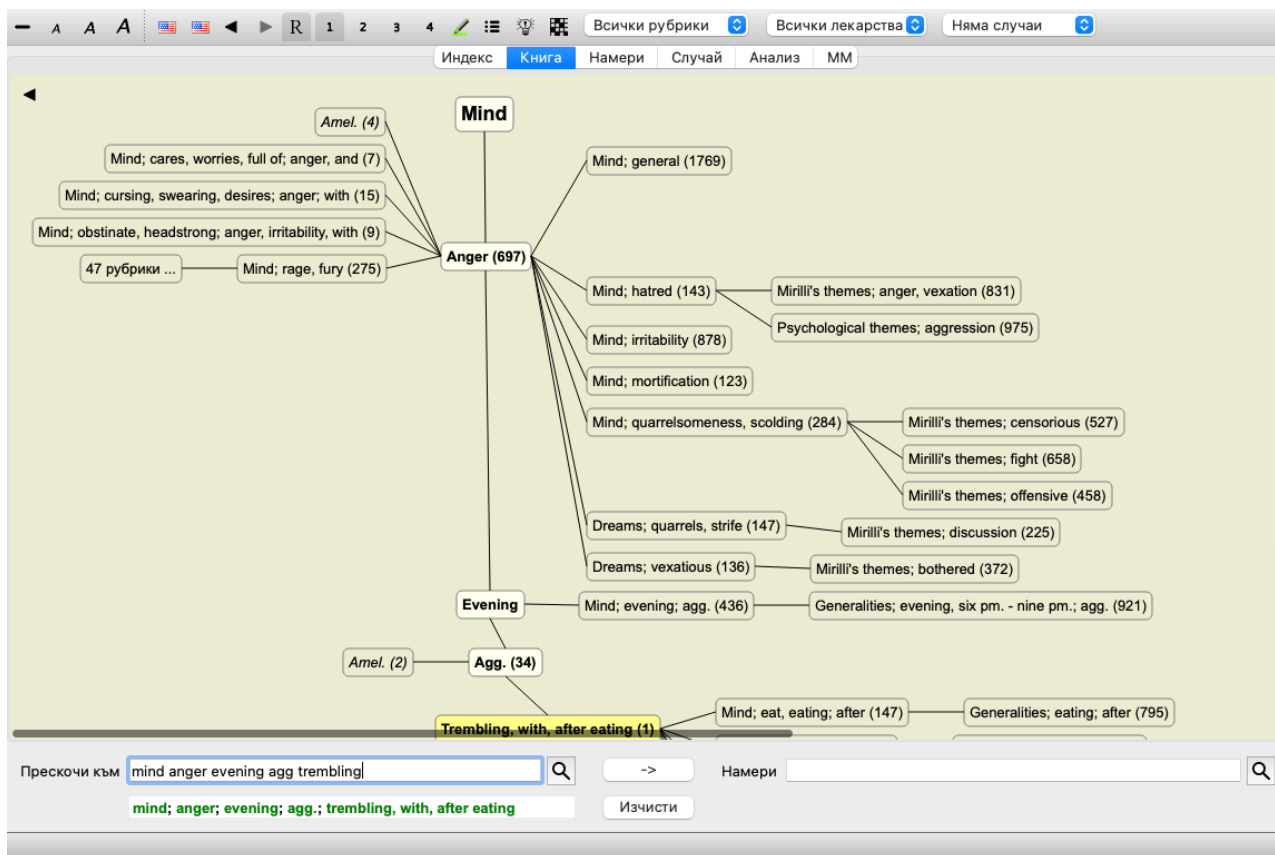 A A A R 1 2 3 4 Всички рубрики Всички лекарства Няма случаи
Индекс Книга Намери Случай Анализ MM
Mind
Amel. (4)
Mind; cares, worries, full of; anger, and (7)
Mind; general (1769)
Mind; cursing, swearing, desires; anger; with (15)
Mind; obstinate, headstrong; anger, irritability, with (9)
Anger (697)
47 рубрики ... Mind; rage, fury (275)
Mind; hatred (143) Mirilli's themes; anger, vexation (831)
Psychological themes; aggression (975)
Mind; irritability (878)
Mind; mortification (123)
Mind; quarrelsomeness, scolding (284) Mirilli's themes; censorious (527)
Mirilli's themes; fight (658)
Mirilli's themes; offensive (458)
Dreams; quarrels, strife (147) Mirilli's themes; discussion (225)
Dreams; vexatious (136) Mirilli's themes; bothered (372)
Evening Mind; evening; agg. (436) Generalities; evening, six pm. - nine pm.; agg. (921)
Amel. (2) Agg. (34)
Mind; eat, eating; after (147) Generalities; eating; after (795)
Trembling, with, after eating (1)
Прескочи към mind anger evening agg trembling -> Намери
mind; anger; evening; agg.; trembling, with, after eating Изчисти